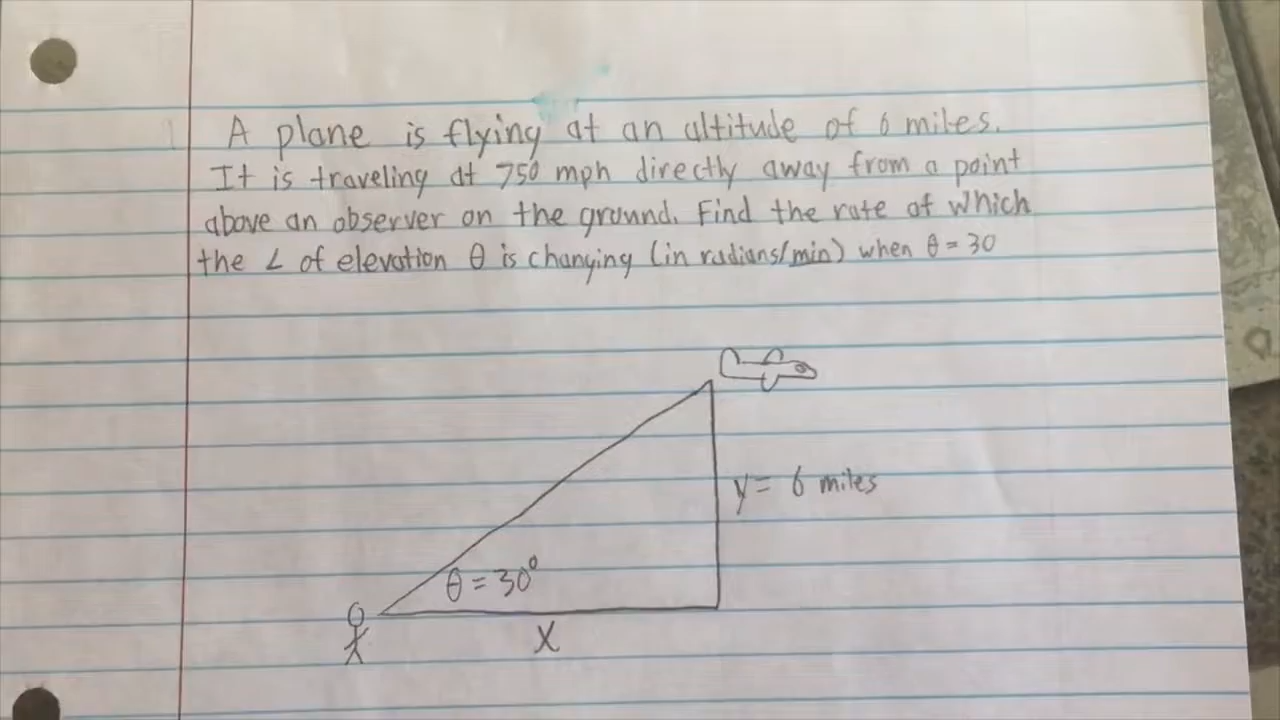 A plane is flying at an altitude of 6 miles.
It is traveling at 750 mph directly away from a point
above an observer on the ground. Find the rate at which
the ∠ of elevation θ is changing (in radians/min) when θ = 30
y = 6 miles
θ = 30°
x